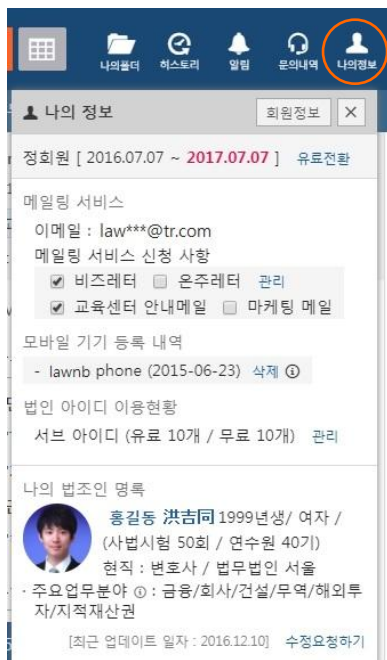 나의폴더 히스토리 알림 문의내역 나의정보
나의 정보 회원정보 ×
정회원 [ 2016.07.07 ~ 2017.07.07 ] 유료전환
메일링 서비스
이메일 : law***@tr.com
메일링 서비스 신청 사항
비즈레터 온주레터 관리
교육센터 안내메일 마케팅 메일
모바일 기기 등록 내역
- lawnb phone (2015-06-23) 삭제
법인 아이디 이용현황
서브 아이디 (유료 10개 / 무료 10개) 관리
나의 법조인 명록
홍길동 洪吉同 1999년생/ 여자 /
(사법시험 50회 / 연수원 40기)
현직 : 변호사 / 법무법인 서울
· 주요업무분야 : 금융/회사/건설/무역/해외투
자/지적재산권
[최근 업데이트 일자 : 2016.12.10] 수정요청하기